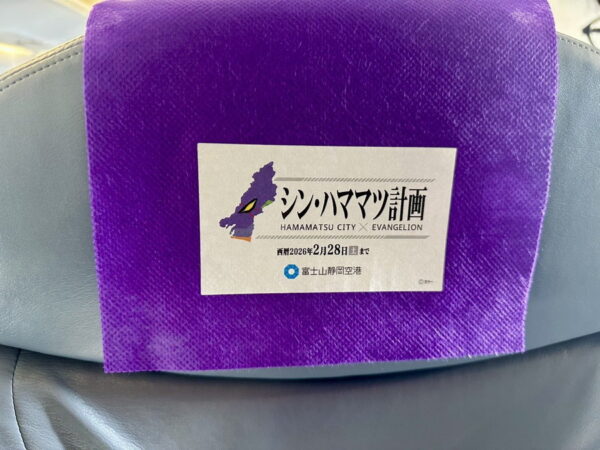 シン・ハママツ計画
HAMAMATSU CITY × EVANGELION
西暦2026年2月28日土まで
富士山静岡空港